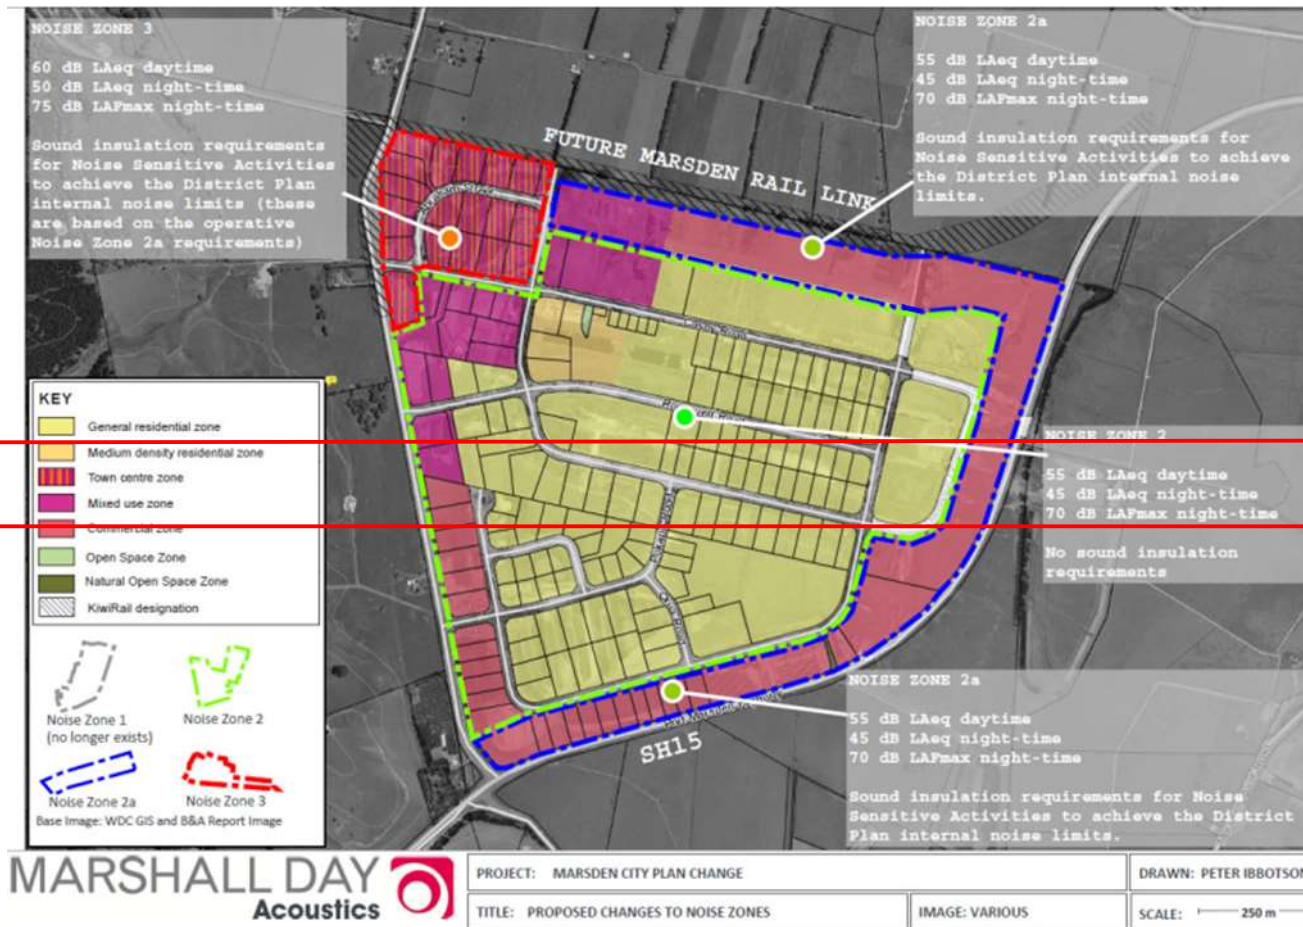 NOISE ZONE 3
60 dB LAeq daytime
50 dB LAeq night-time
75 dB LAFmax night-time
Sound insulation requirements
for Noise Sensitive Activities
to achieve the District Plan
internal noise limits (these
are based on the operative
Noise Zone 2a requirements)
NOISE ZONE 2a
55 dB LAeq daytime
45 dB LAeq night-time
70 dB LAFmax night-time
Sound insulation requirements for
Noise Sensitive Activities to achieve
the District Plan internal noise
limits.
FUTURE MARSDEN RAIL LINK
NOISE ZONE 2
55 dB LAeq daytime
45 dB LAeq night-time
70 dB LAFmax night-time
No sound insulation
requirements
NOISE ZONE 2a
55 dB LAeq daytime
45 dB LAeq night-time
70 dB LAFmax night-time
Sound insulation requirements for Noise
Sensitive Activities to achieve the District
Plan internal noise limits.
SH15
KEY
General residential zone
Medium density residential zone
Town centre zone
Mixed use zone
Commercial zone
Open Space Zone
Natural Open Space Zone
KiwiRail designation
Noise Zone 1
(no longer exists)
Noise Zone 2
Noise Zone 2a
Noise Zone 3
Base Image: WDC GIS and B&A Report Image
MARSHALL DAY
Acoustics
PROJECT: MARSDEN CITY PLAN CHANGE
DRAWN: PETER IBBOTSON
TITLE: PROPOSED CHANGES TO NOISE ZONES
IMAGE: VARIOUS
SCALE: 250 m